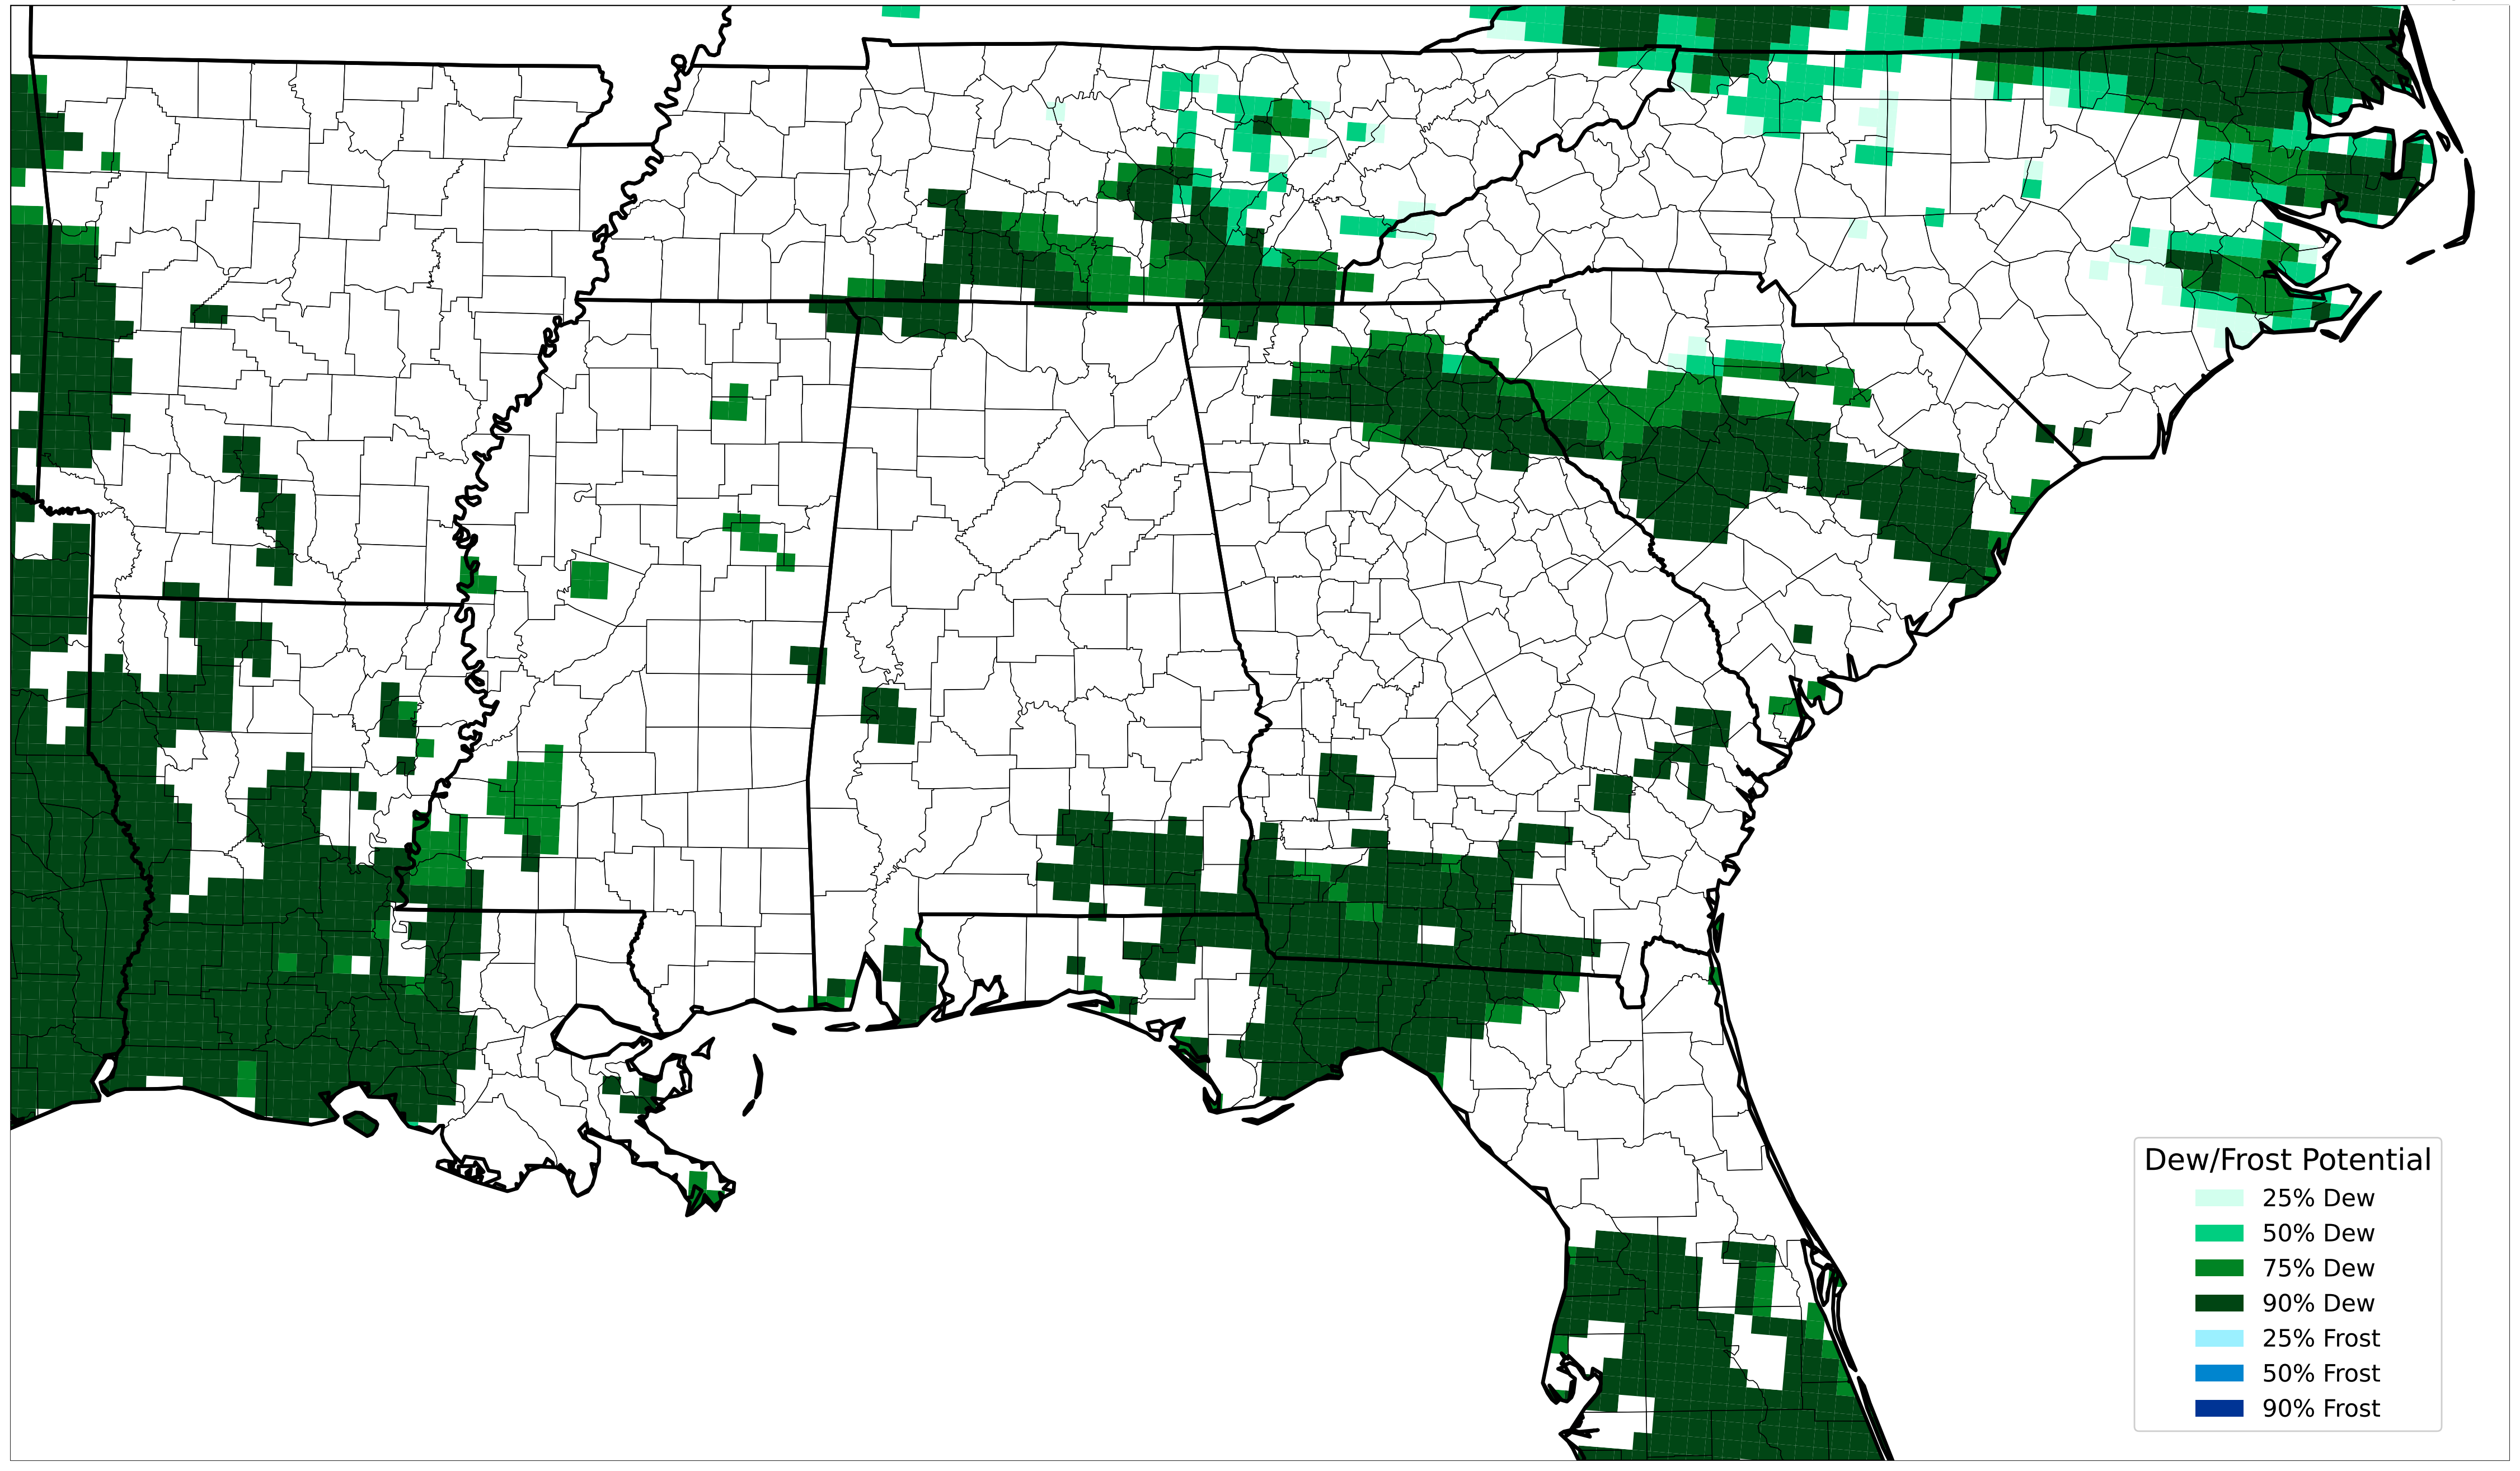 Dew/Frost Potential
25% Dew
50% Dew
75% Dew
90% Dew
25% Frost
50% Frost
90% Frost